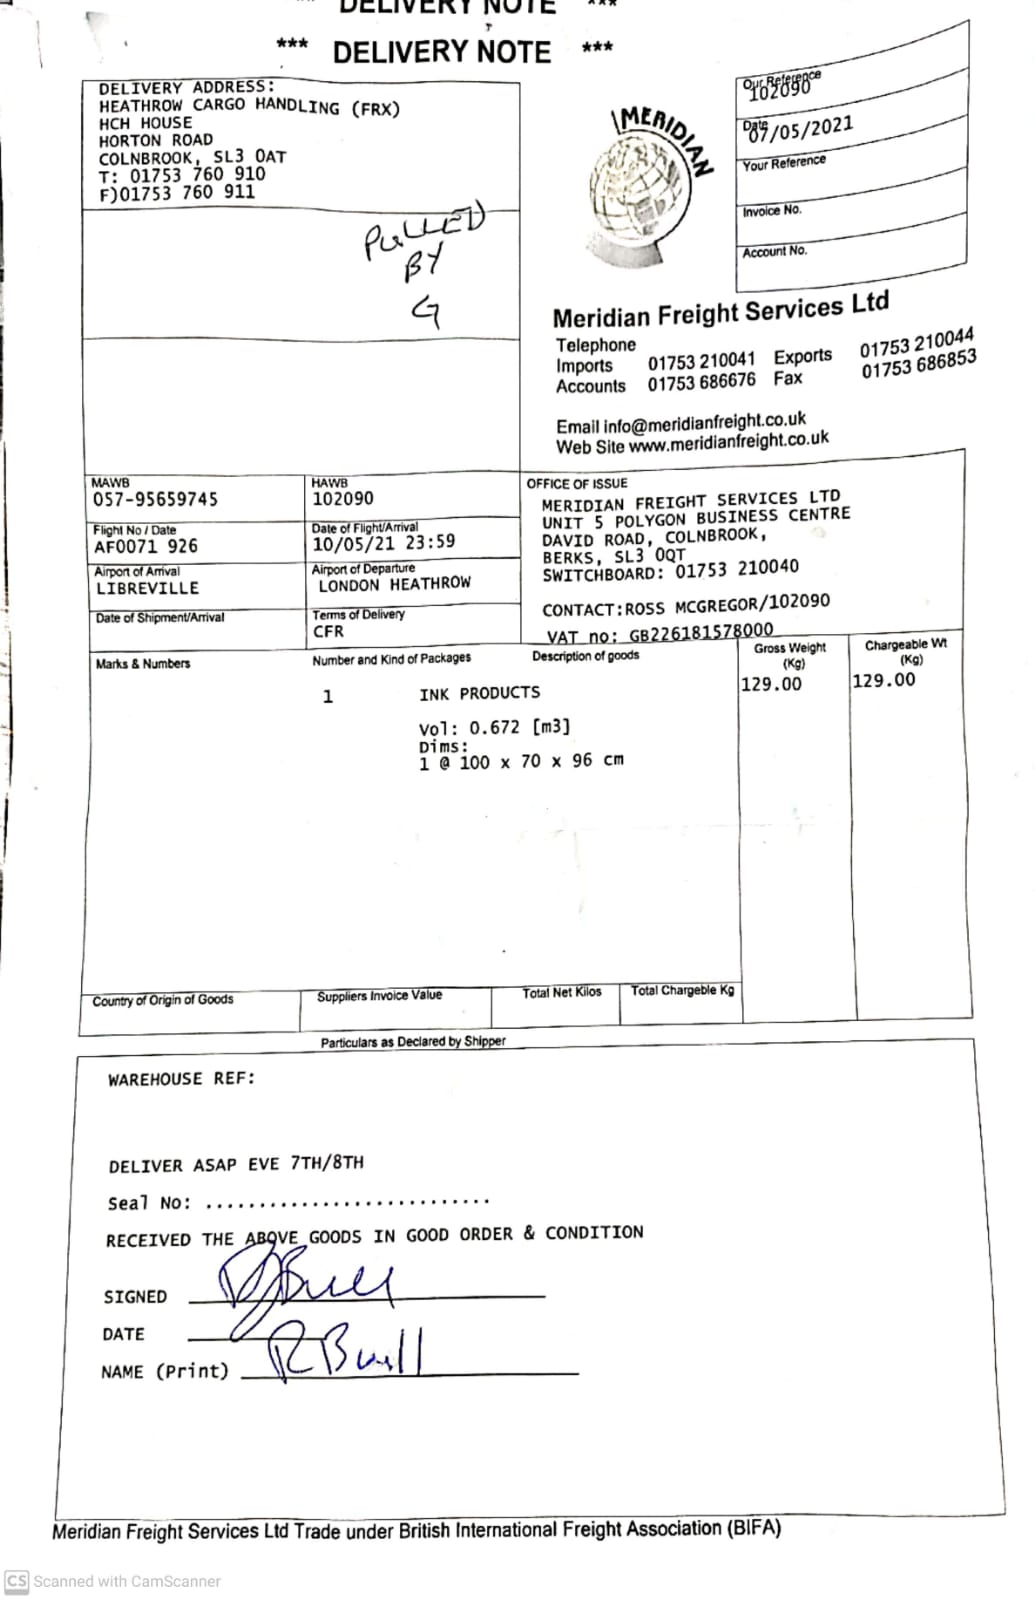 DELIVERY NOTE ***
*** DELIVERY NOTE ***
DELIVERY ADDRESS:
HEATHROW CARGO HANDLING (FRX)
HCH HOUSE
HORTON ROAD
COLNBROOK, SL3 0AT
T: 01753 760 910
F)01753 760 911
PULLED
BY
G
MERIDIAN
Our Reference
102090
Date
07/05/2021
Your Reference
Invoice No.
Account No.
Meridian Freight Services Ltd
Telephone
Imports 01753 210041 Exports 01753 210044
Accounts 01753 686676 Fax 01753 686853
Email info@meridianfreight.co.uk
Web Site www.meridianfreight.co.uk
MAWB
057-95659745
HAWB
102090
Flight No / Date
AF0071 926
Date of Flight/Arrival
10/05/21 23:59
Airport of Arrival
LIBREVILLE
Airport of Departure
LONDON HEATHROW
Date of Shipment/Arrival
Terms of Delivery
CFR
OFFICE OF ISSUE
MERIDIAN FREIGHT SERVICES LTD
UNIT 5 POLYGON BUSINESS CENTRE
DAVID ROAD, COLNBROOK,
BERKS, SL3 0QT
SWITCHBOARD: 01753 210040
CONTACT:ROSS MCGREGOR/102090
VAT no: GB226181578000
Marks & Numbers
Number and Kind of Packages
Description of goods
Gross Weight
(Kg)
Chargeable Wt
(Kg)
1 INK PRODUCTS 129.00 129.00
Vol: 0.672 [m3]
Dims:
1 @ 100 x 70 x 96 cm
Country of Origin of Goods
Suppliers Invoice Value
Total Net Kilos
Total Chargeble Kg
Particulars as Declared by Shipper
WAREHOUSE REF:
DELIVER ASAP EVE 7TH/8TH
Seal No: ...........................
RECEIVED THE ABOVE GOODS IN GOOD ORDER & CONDITION
SIGNED
DATE
NAME (Print) R Bull
Meridian Freight Services Ltd Trade under British International Freight Association (BIFA)
CS Scanned with CamScanner